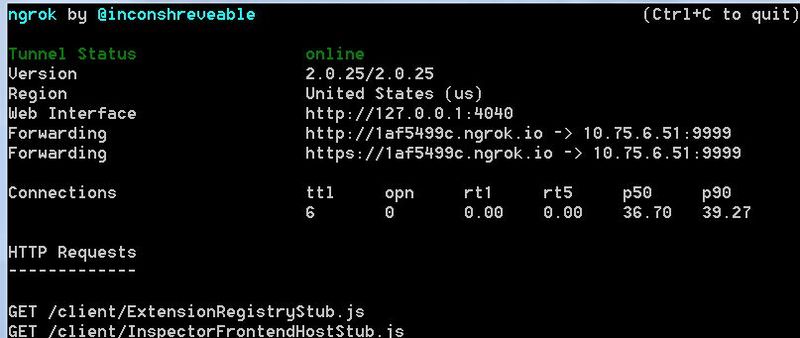 ngrok by @inconshreveable (Ctrl+C to quit)
Tunnel Status online
Version 2.0.25/2.0.25
Region United States (us)
Web Interface http://127.0.0.1:4040
Forwarding http://1af5499c.ngrok.io -> 10.75.6.51:9999
Forwarding https://1af5499c.ngrok.io -> 10.75.6.51:9999
Connections ttl opn rt1 rt5 p50 p90
6 0 0.00 0.00 36.70 39.27
HTTP Requests
-------------
GET /client/ExtensionRegistryStub.js
GET /client/InspectorFrontendHostStub.js